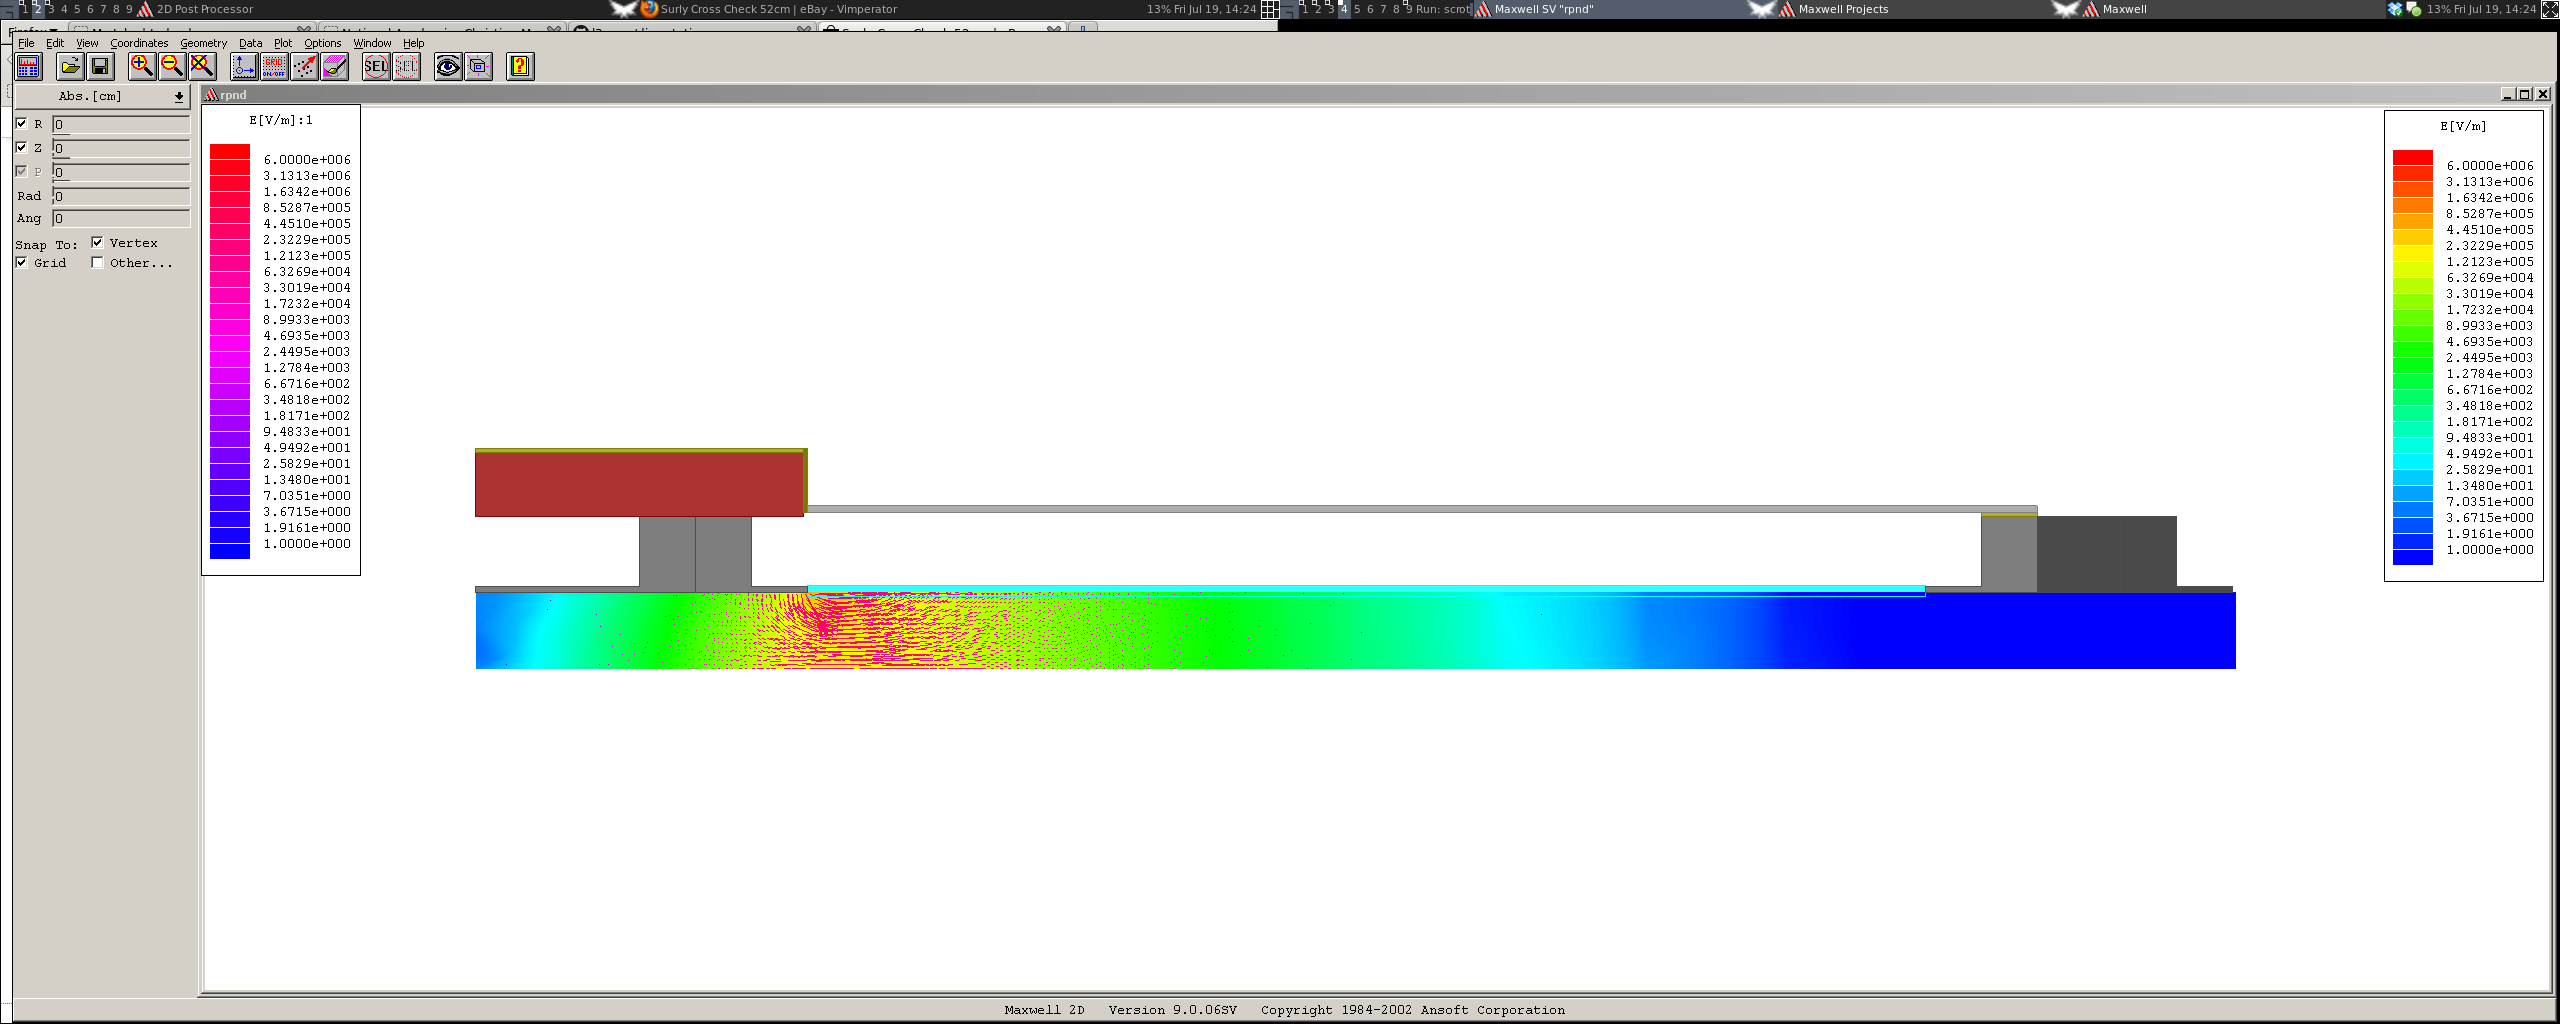 1 2 3 4 5 6 7 8 9 2D Post Processor
Surly Cross Check 52cm | eBay - Vimperator
13% Fri Jul 19, 14:24
1 2 3 4 5 6 7 8 9 Run: scrot
Maxwell SV "rpnd"
Maxwell Projects
Maxwell
13% Fri Jul 19, 14:24
File Edit View Coordinates Geometry Data Plot Options Window Help
SEL
GRID
ON/OFF
Abs.[cm]
rpnd
R 0
Z 0
P 0
Rad 0
Ang 0
Snap To: Vertex
Grid Other...
E[V/m]:1
6.0000e+006
3.1313e+006
1.6342e+006
8.5287e+005
4.4510e+005
2.3229e+005
1.2123e+005
6.3269e+004
3.3019e+004
1.7232e+004
8.9933e+003
4.6935e+003
2.4495e+003
1.2784e+003
6.6716e+002
3.4818e+002
1.8171e+002
9.4833e+001
4.9492e+001
2.5829e+001
1.3480e+001
7.0351e+000
3.6715e+000
1.9161e+000
1.0000e+000
E[V/m]
6.0000e+006
3.1313e+006
1.6342e+006
8.5287e+005
4.4510e+005
2.3229e+005
1.2123e+005
6.3269e+004
3.3019e+004
1.7232e+004
8.9933e+003
4.6935e+003
2.4495e+003
1.2784e+003
6.6716e+002
3.4818e+002
1.8171e+002
9.4833e+001
4.9492e+001
2.5829e+001
1.3480e+001
7.0351e+000
3.6715e+000
1.9161e+000
1.0000e+000
Maxwell 2D Version 9.0.06SV Copyright 1984-2002 Ansoft Corporation